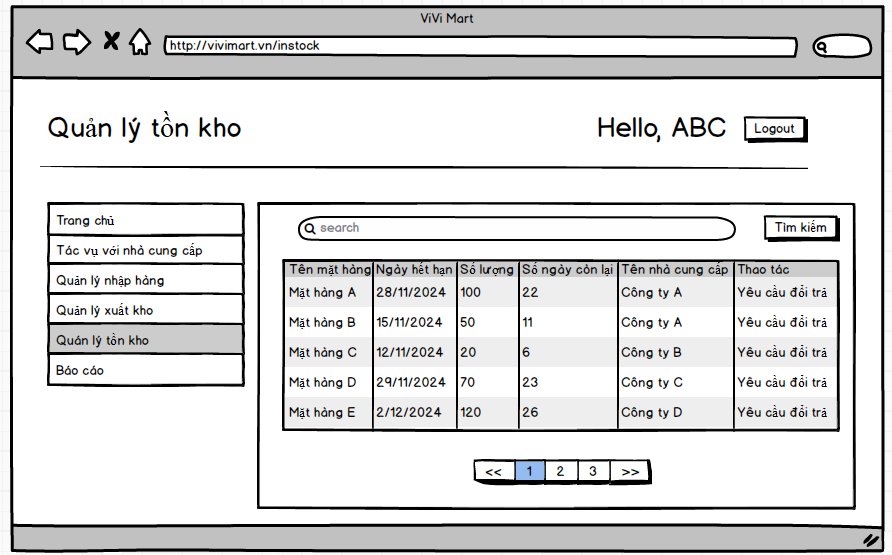 ViVi Mart
http://vivimart.vn/instock
Quản lý tồn kho
Hello, ABC
Logout
Trang chủ
Tác vụ với nhà cung cấp
Quản lý nhập hàng
Quản lý xuất kho
Quản lý tồn kho
Báo cáo
search
Tìm kiếm
Tên mặt hàng Ngày hết hạn Số lượng Số ngày còn lại Tên nhà cung cấp Thao tác
Mặt hàng A 28/11/2024 100 22 Công ty A Yêu cầu đổi trả
Mặt hàng B 15/11/2024 50 11 Công ty A Yêu cầu đổi trả
Mặt hàng C 12/11/2024 20 6 Công ty B Yêu cầu đổi trả
Mặt hàng D 29/11/2024 70 23 Công ty C Yêu cầu đổi trả
Mặt hàng E 2/12/2024 120 26 Công ty D Yêu cầu đổi trả
<< 1 2 3 >>